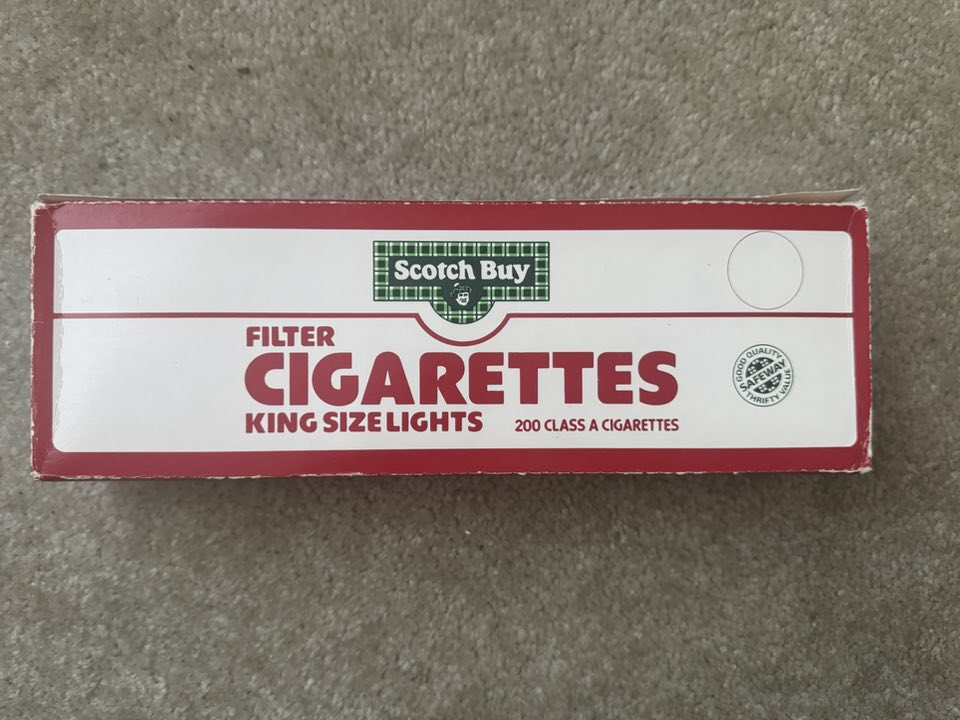 Scotch Buy
FILTER
CIGARETTES
KING SIZE LIGHTS
200 CLASS A CIGARETTES
GOOD QUALITY
SAFEWAY
THRIFTY VALUE